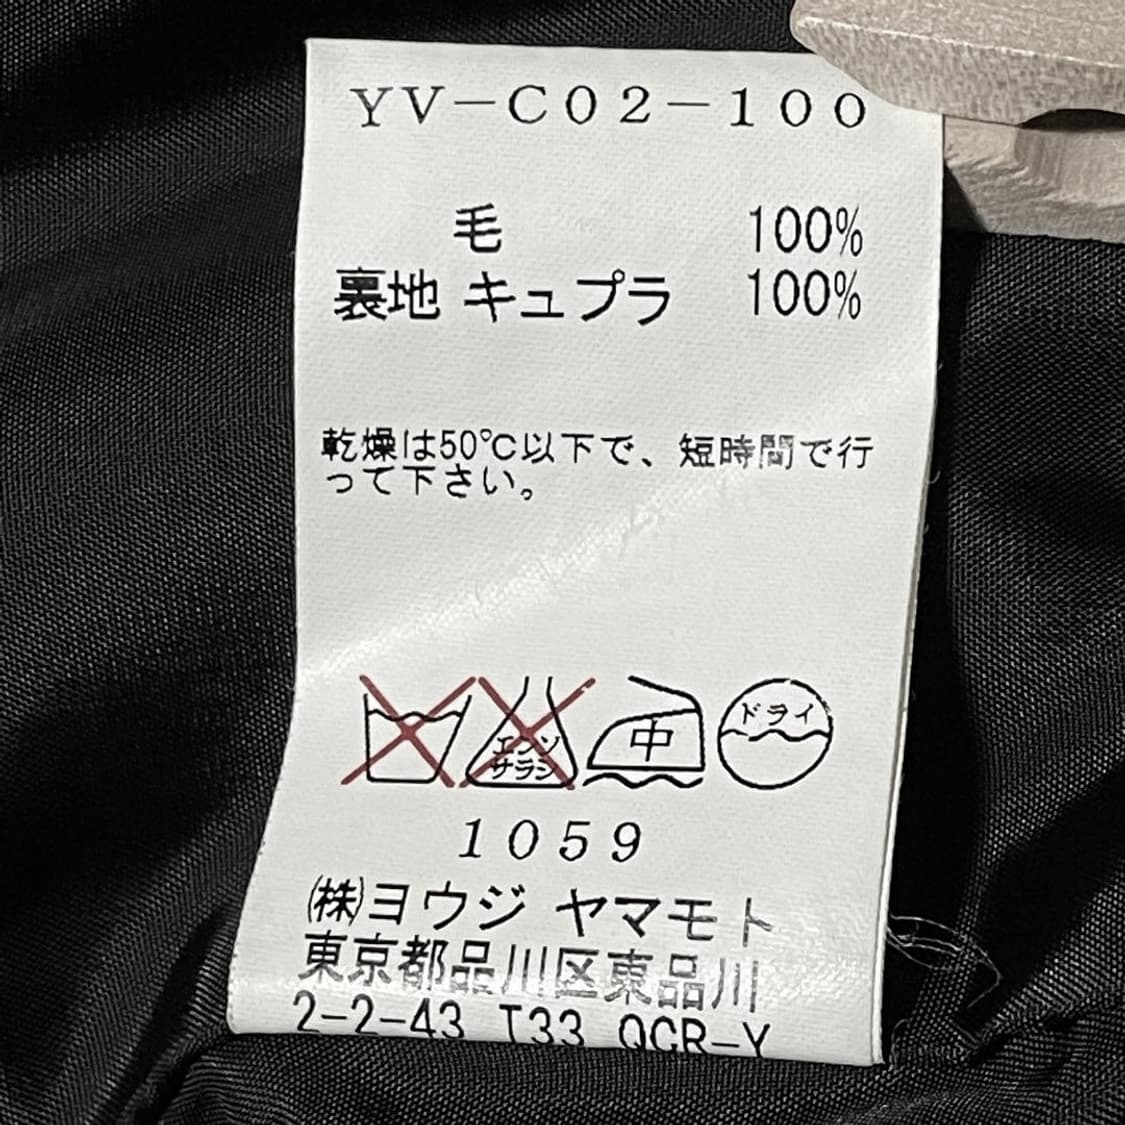 YV-C02-100
毛 100%
裏地 キュプラ 100%
乾燥は50℃以下で、短時間で行
って下さい。
エンソ
サラシ
中
ドライ
1059
(株)ヨウジ ヤマモト
東京都品川区東品川
2-2-43 T33 QCR-Y